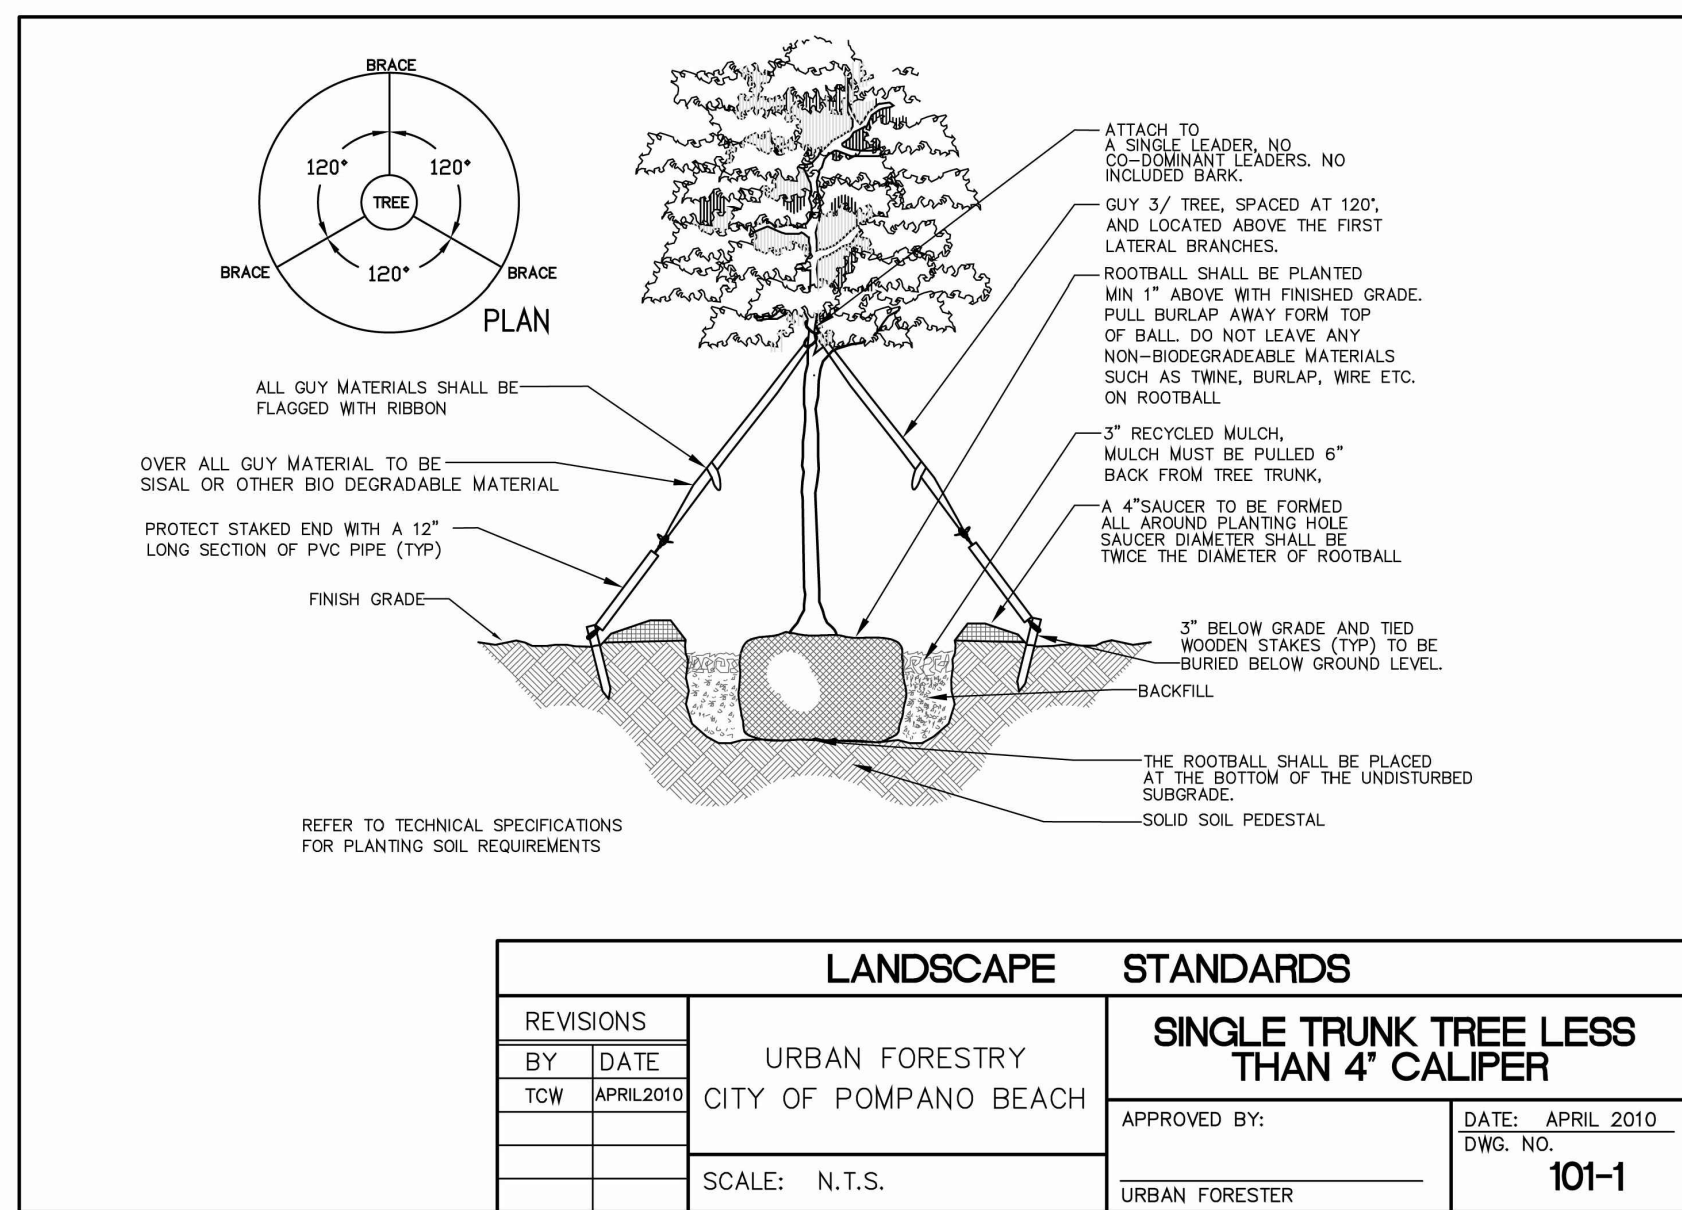 BRACE
120°
120°
TREE
120°
BRACE
BRACE
PLAN
ALL GUY MATERIALS SHALL BE
FLAGGED WITH RIBBON
OVER ALL GUY MATERIAL TO BE
SISAL OR OTHER BIO DEGRADABLE MATERIAL
PROTECT STAKED END WITH A 12"
LONG SECTION OF PVC PIPE (TYP)
FINISH GRADE
ATTACH TO
A SINGLE LEADER, NO
CO-DOMINANT LEADERS. NO
INCLUDED BARK.
GUY 3/ TREE, SPACED AT 120°,
AND LOCATED ABOVE THE FIRST
LATERAL BRANCHES.
ROOTBALL SHALL BE PLANTED
MIN 1" ABOVE WITH FINISHED GRADE.
PULL BURLAP AWAY FORM TOP
OF BALL. DO NOT LEAVE ANY
NON-BIODEGRADEABLE MATERIALS
SUCH AS TWINE, BURLAP, WIRE ETC.
ON ROOTBALL
3" RECYCLED MULCH,
MULCH MUST BE PULLED 6"
BACK FROM TREE TRUNK,
A 4"SAUCER TO BE FORMED
ALL AROUND PLANTING HOLE
SAUCER DIAMETER SHALL BE
TWICE THE DIAMETER OF ROOTBALL
3" BELOW GRADE AND TIED
WOODEN STAKES (TYP) TO BE
BURIED BELOW GROUND LEVEL.
BACKFILL
THE ROOTBALL SHALL BE PLACED
AT THE BOTTOM OF THE UNDISTURBED
SUBGRADE.
SOLID SOIL PEDESTAL
REFER TO TECHNICAL SPECIFICATIONS
FOR PLANTING SOIL REQUIREMENTS
LANDSCAPE STANDARDS
REVISIONS
BY DATE
TCW APRIL2010
URBAN FORESTRY
CITY OF POMPANO BEACH
SCALE: N.T.S.
SINGLE TRUNK TREE LESS
THAN 4" CALIPER
APPROVED BY:
URBAN FORESTER
DATE: APRIL 2010
DWG. NO.
101-1